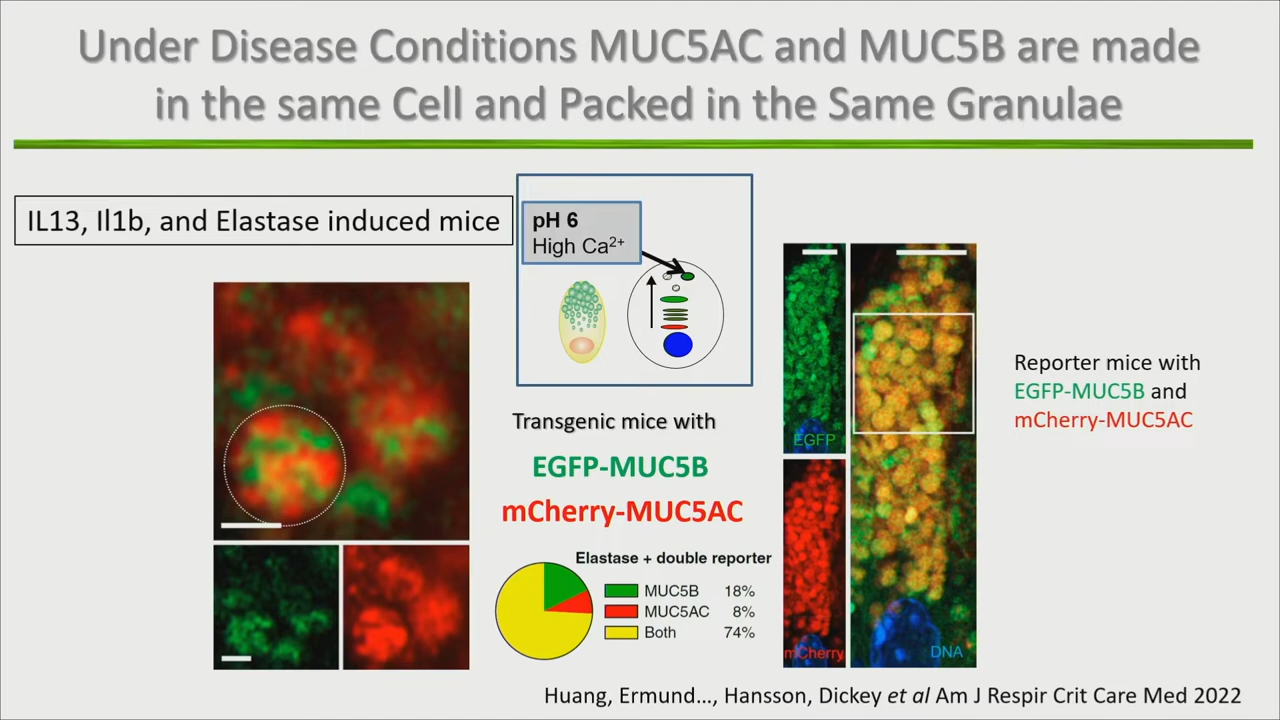 Under Disease Conditions MUC5AC and MUC5B are made
in the same Cell and Packed in the Same Granulae
IL13, Il1b, and Elastase induced mice
pH 6
High Ca²⁺
Transgenic mice with
EGFP-MUC5B
mCherry-MUC5AC
Elastase + double reporter
MUC5B 18%
MUC5AC 8%
Both 74%
EGFP
mCherry
DNA
Reporter mice with
EGFP-MUC5B and
mCherry-MUC5AC
Huang, Ermund…, Hansson, Dickey et al Am J Respir Crit Care Med 2022